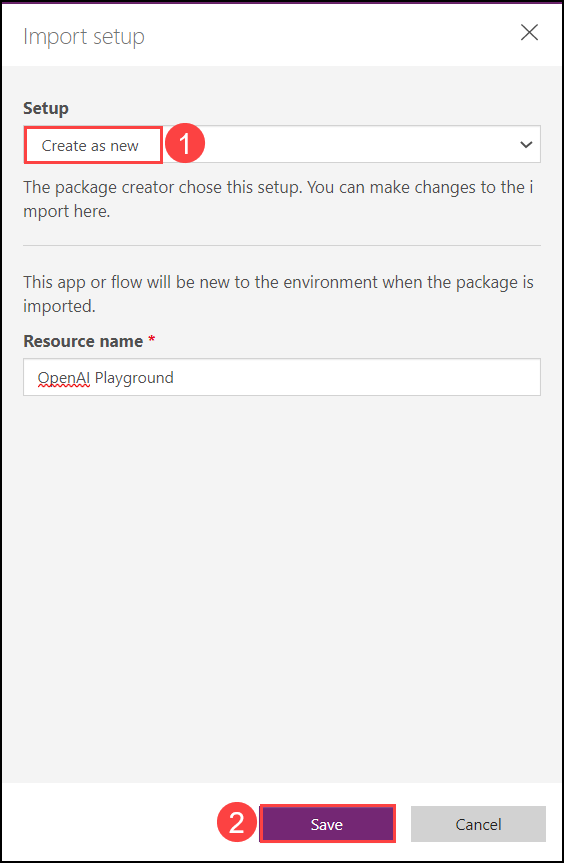 Import setup
Setup
Create as new
1
The package creator chose this setup. You can make changes to the i
mport here.
This app or flow will be new to the environment when the package is
imported.
Resource name *
OpenAI Playground
2
Save
Cancel